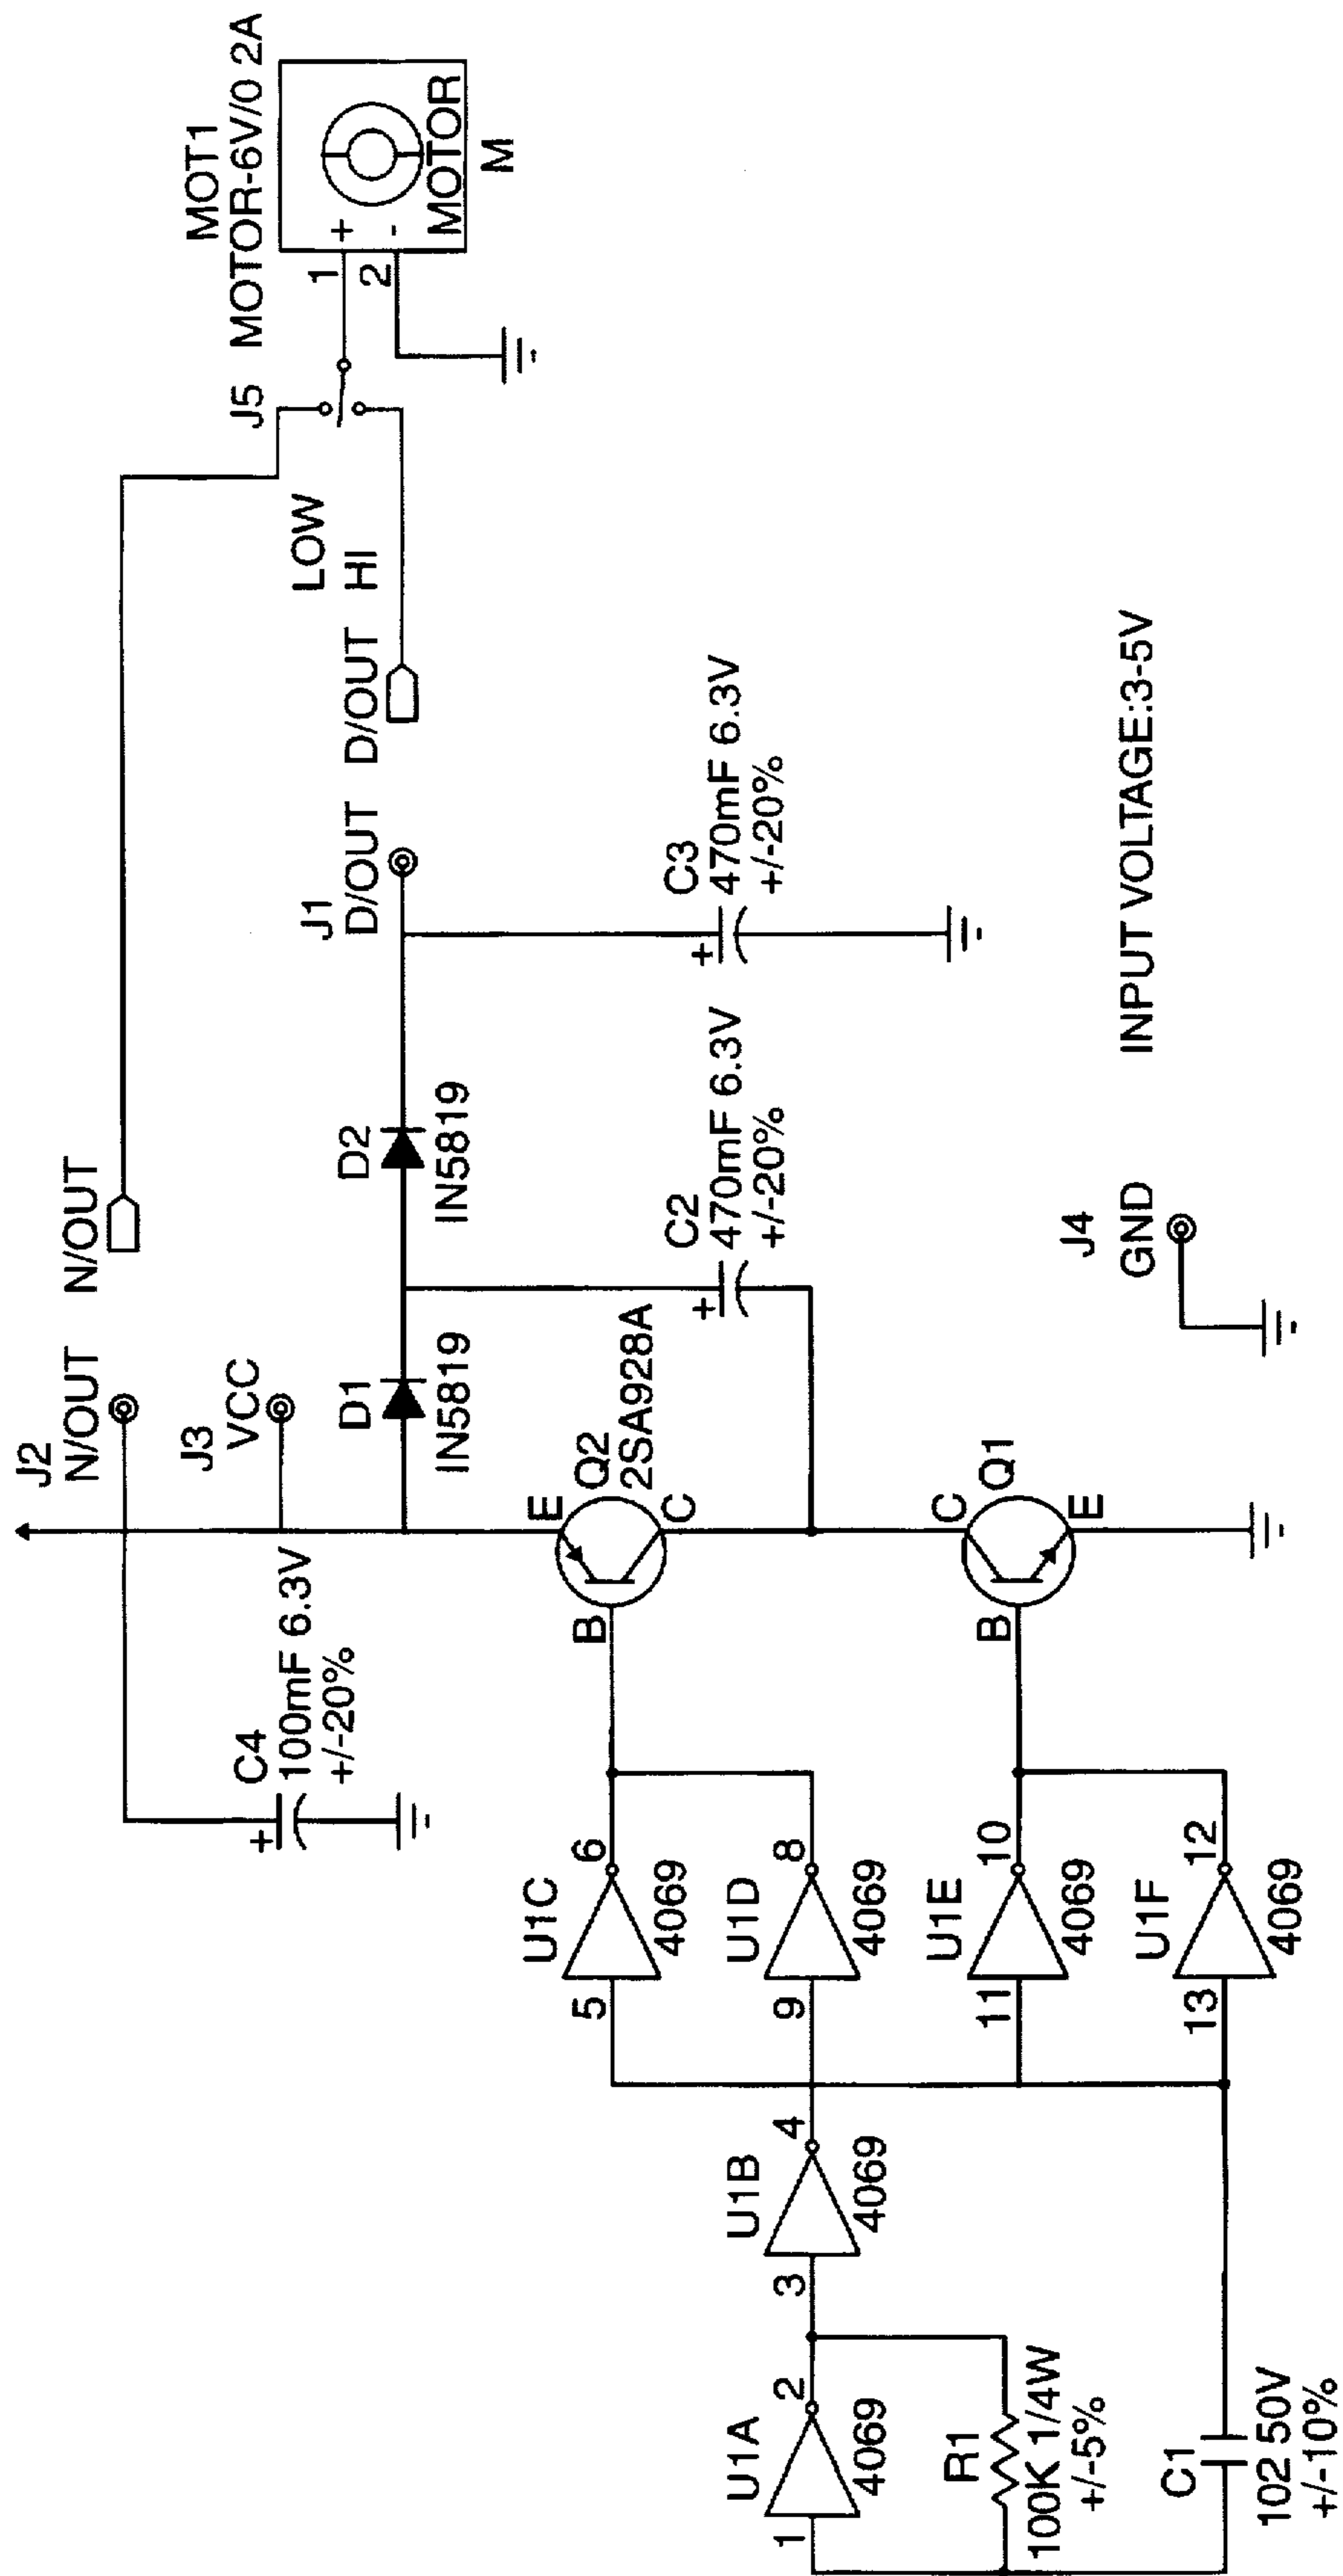 J2
N/OUT
N/OUT
J3
VCC
C4
100mF 6.3V
+/-20%
+
D1
IN5819
D2
IN5819
J1
D/OUT
D/OUT
LOW
HI
J5
MOT1
MOTOR-6V/0 2A
1
2
+
-
MOTOR
M
E
Q2
2SA928A
B
C
C2
470mF 6.3V
+/-20%
+
C3
470mF 6.3V
+/-20%
+
C
Q1
B
E
J4
GND
INPUT VOLTAGE:3-5V
U1A
1
2
4069
U1B
3
4
4069
U1C
5
6
4069
U1D
9
8
4069
U1E
11
10
4069
U1F
13
12
4069
R1
100K 1/4W
+/-5%
C1
102 50V
+/-10%